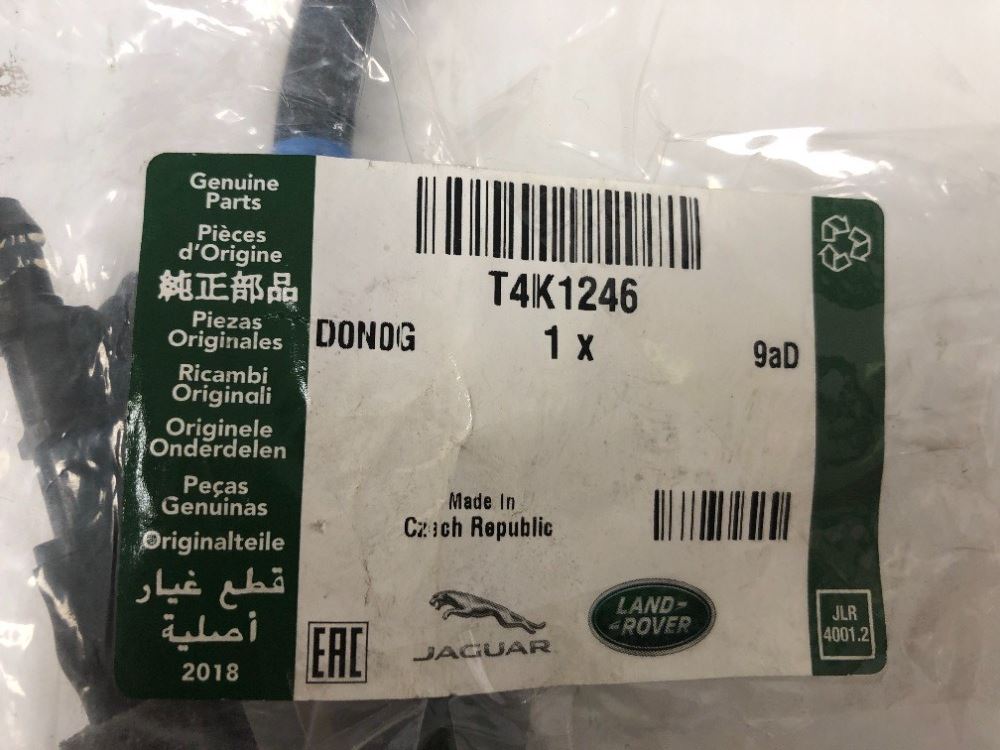 Genuine
Parts
Pièces
d'Origine
純正部品
Piezas
Originales
Ricambi
Originali
Originele
Onderdelen
Peças
Genuinas
Originalteile
قطع غيار
أصلية
2018
T4K1246
DONOG
1 x
9aD
Made In
Czech Republic
EAC
JAGUAR
LAND-
-ROVER
JLR
4001.2